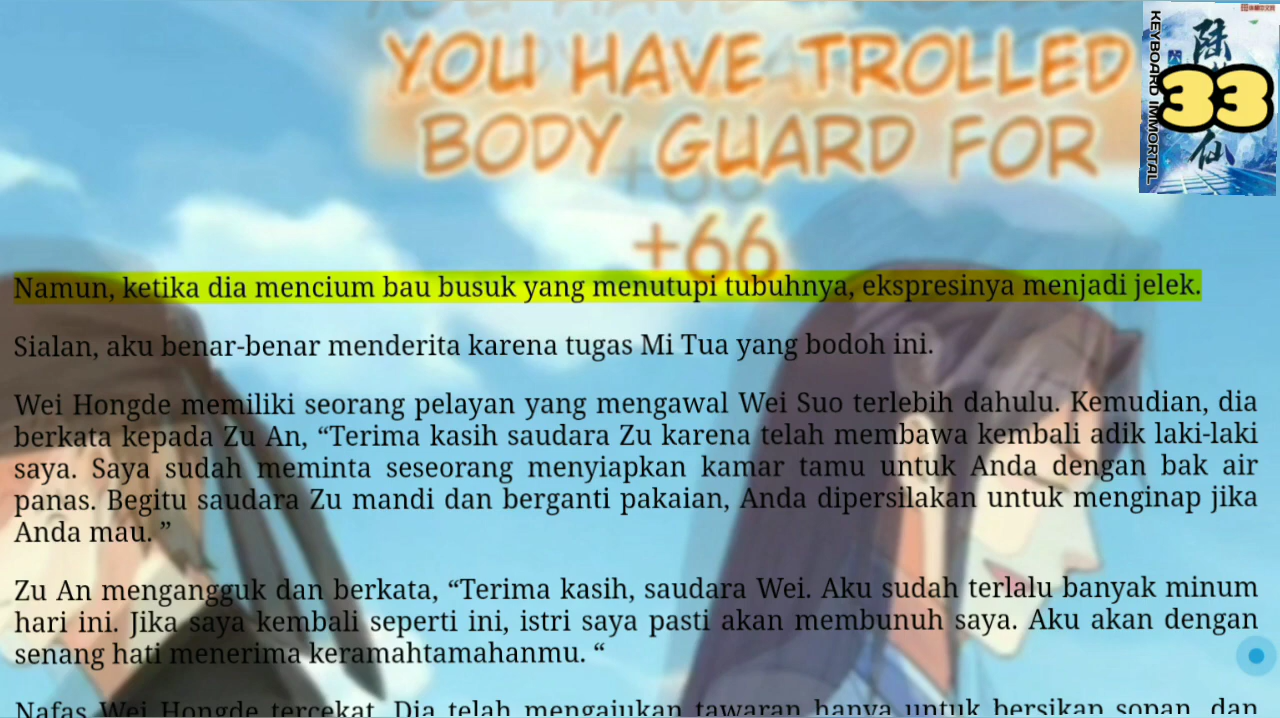 YOU HAVE TROLLED
BODY GUARD FOR
+66
KEYBOARD IMMORTAL
33
Namun, ketika dia mencium bau busuk yang menutupi tubuhnya, ekspresinya menjadi jelek.
Sialan, aku benar-benar menderita karena tugas Mi Tua yang bodoh ini.
Wei Hongde memiliki seorang pelayan yang mengawal Wei Suo terlebih dahulu. Kemudian, dia
berkata kepada Zu An, “Terima kasih saudara Zu karena telah membawa kembali adik laki-laki
saya. Saya sudah meminta seseorang menyiapkan kamar tamu untuk Anda dengan bak air
panas. Begitu saudara Zu mandi dan berganti pakaian, Anda dipersilakan untuk menginap jika
Anda mau. ”
Zu An mengangguk dan berkata, “Terima kasih, saudara Wei. Aku sudah terlalu banyak minum
hari ini. Jika saya kembali seperti ini, istri saya pasti akan membunuh saya. Aku akan dengan
senang hati menerima keramahtamahanmu. “
Nafas Wei Hongde tercekat. Dia telah mengajukan tawaran hanya untuk bersikap sopan, dan